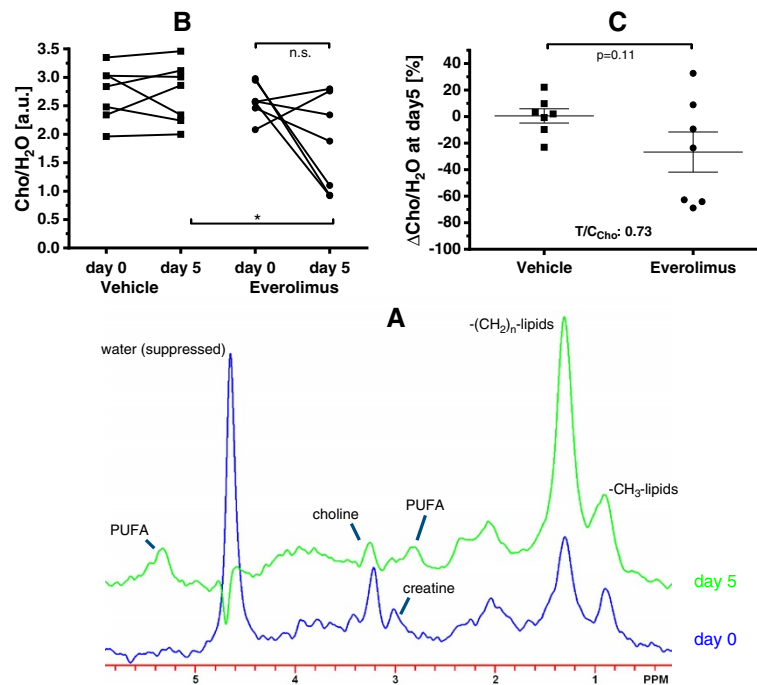 B
Cho/H2O [a.u.]
3.5
3.0
2.5
2.0
1.5
1.0
0.5
0.0
n.s.
*
day 0 day 5 day 0 day 5
Vehicle Everolimus
C
ΔCho/H2O at day5 [%]
40
20
0
-20
-40
-60
-80
-100
p=0.11
T/CCho: 0.73
Vehicle Everolimus
A
-(CH2)n-lipids
water (suppressed)
-CH3-lipids
PUFA
choline
PUFA
creatine
day 5
day 0
5 4 3 2 1 PPM